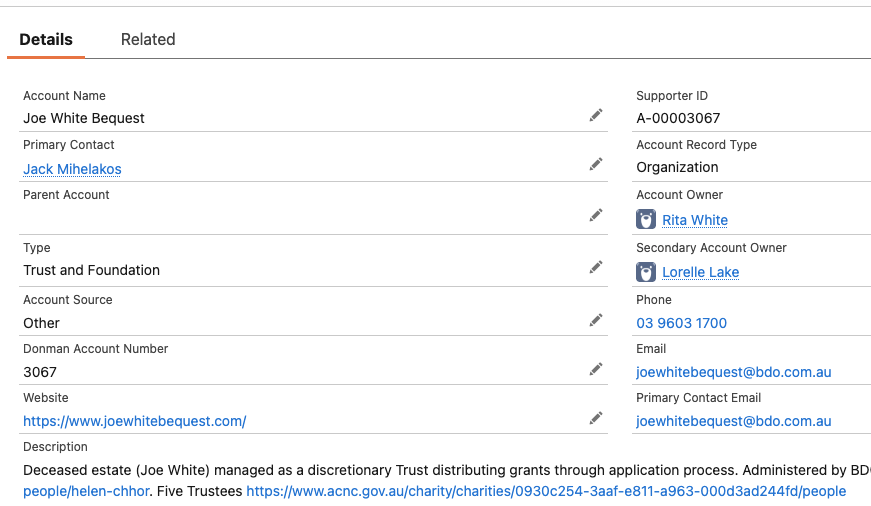 Details
Related
Account Name
Joe White Bequest
Supporter ID
A-00003067
Primary Contact
Jack Mihelakos
Account Record Type
Organization
Parent Account
Account Owner
Rita White
Type
Trust and Foundation
Secondary Account Owner
Lorelle Lake
Account Source
Other
Phone
03 9603 1700
Donman Account Number
3067
Email
joewhitebequest@bdo.com.au
Website
https://www.joewhitebequest.com/
Primary Contact Email
joewhitebequest@bdo.com.au
Description
Deceased estate (Joe White) managed as a discretionary Trust distributing grants through application process. Administered by
people/helen-chhor. Five Trustees https://www.acnc.gov.au/charity/charities/0930c254-3aaf-e811-a963-000d3ad244fd/people